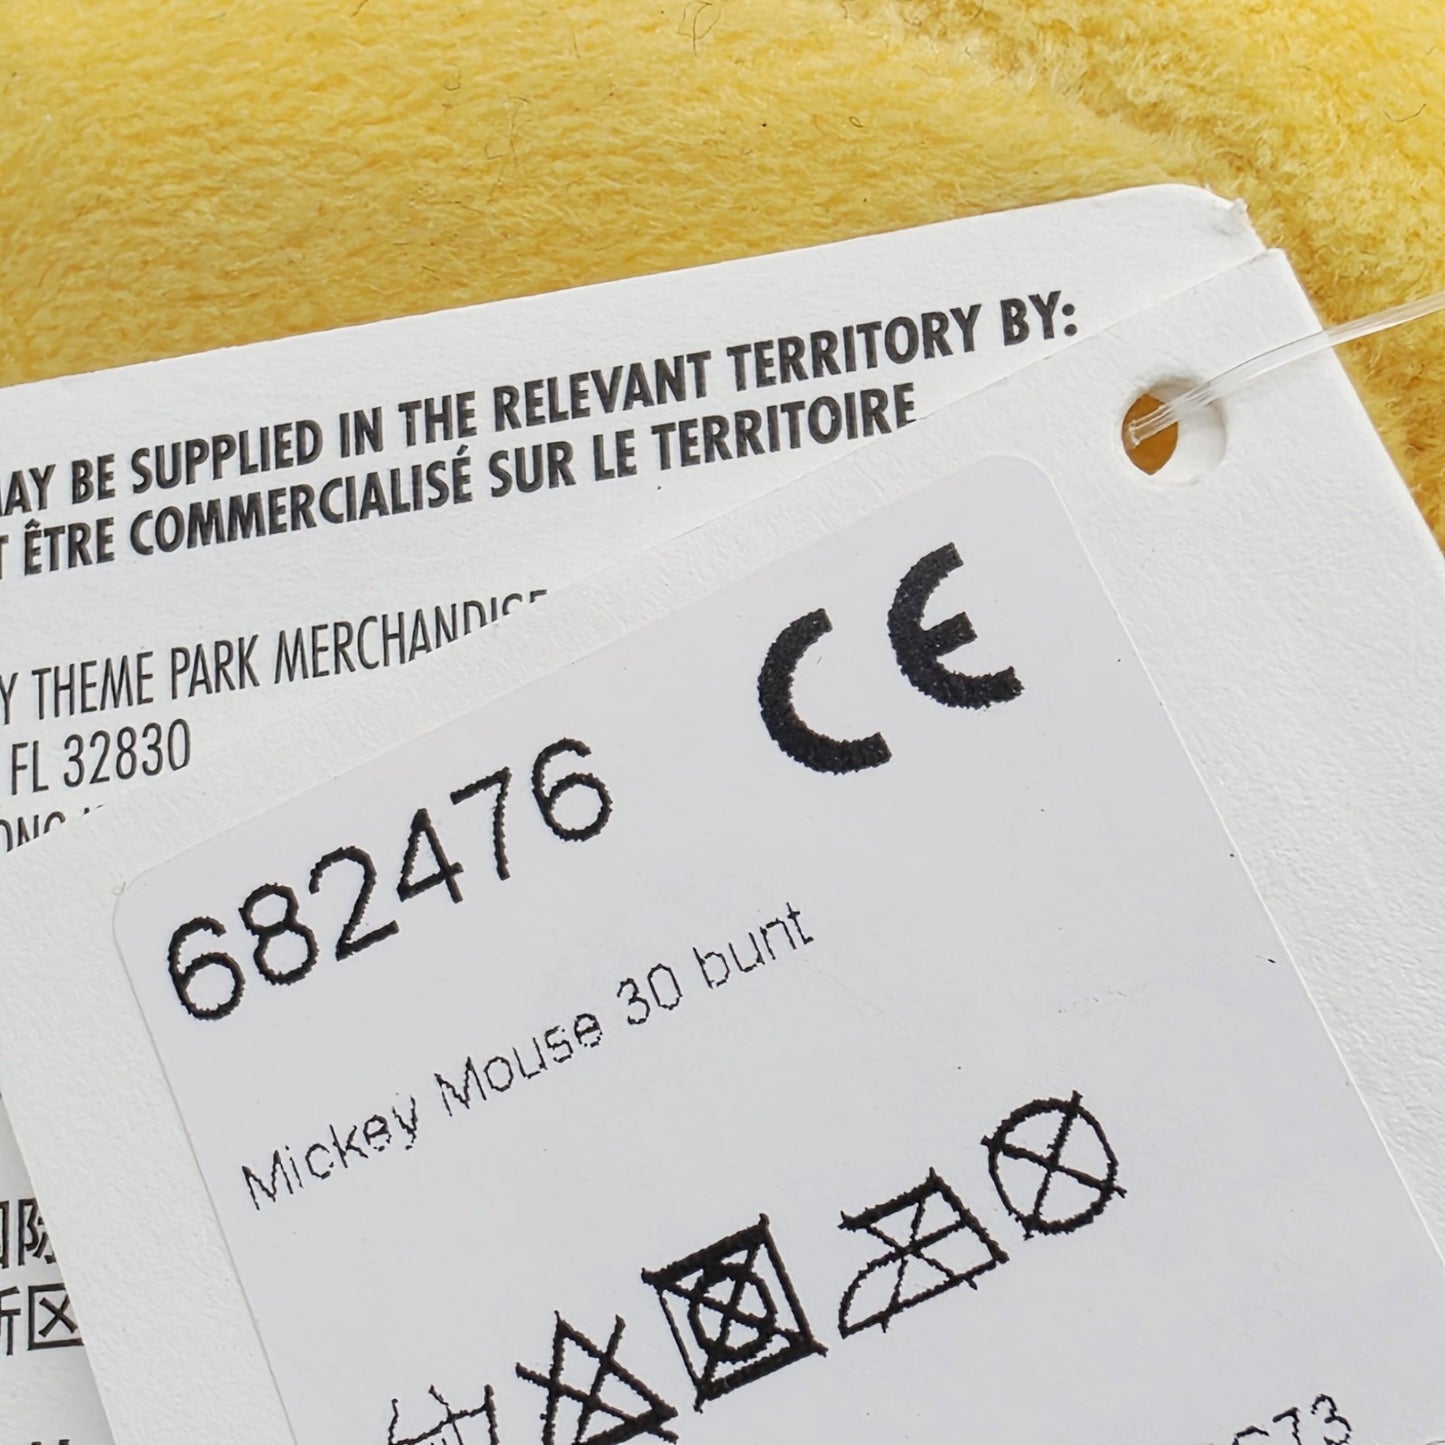 MAY BE SUPPLIED IN THE RELEVANT TERRITORY BY:
ÊTRE COMMERCIALISÉ SUR LE TERRITOIRE
Y THEME PARK MERCHANDISE
FL 32830
682476
CE
Mickey Mouse 30 bunt